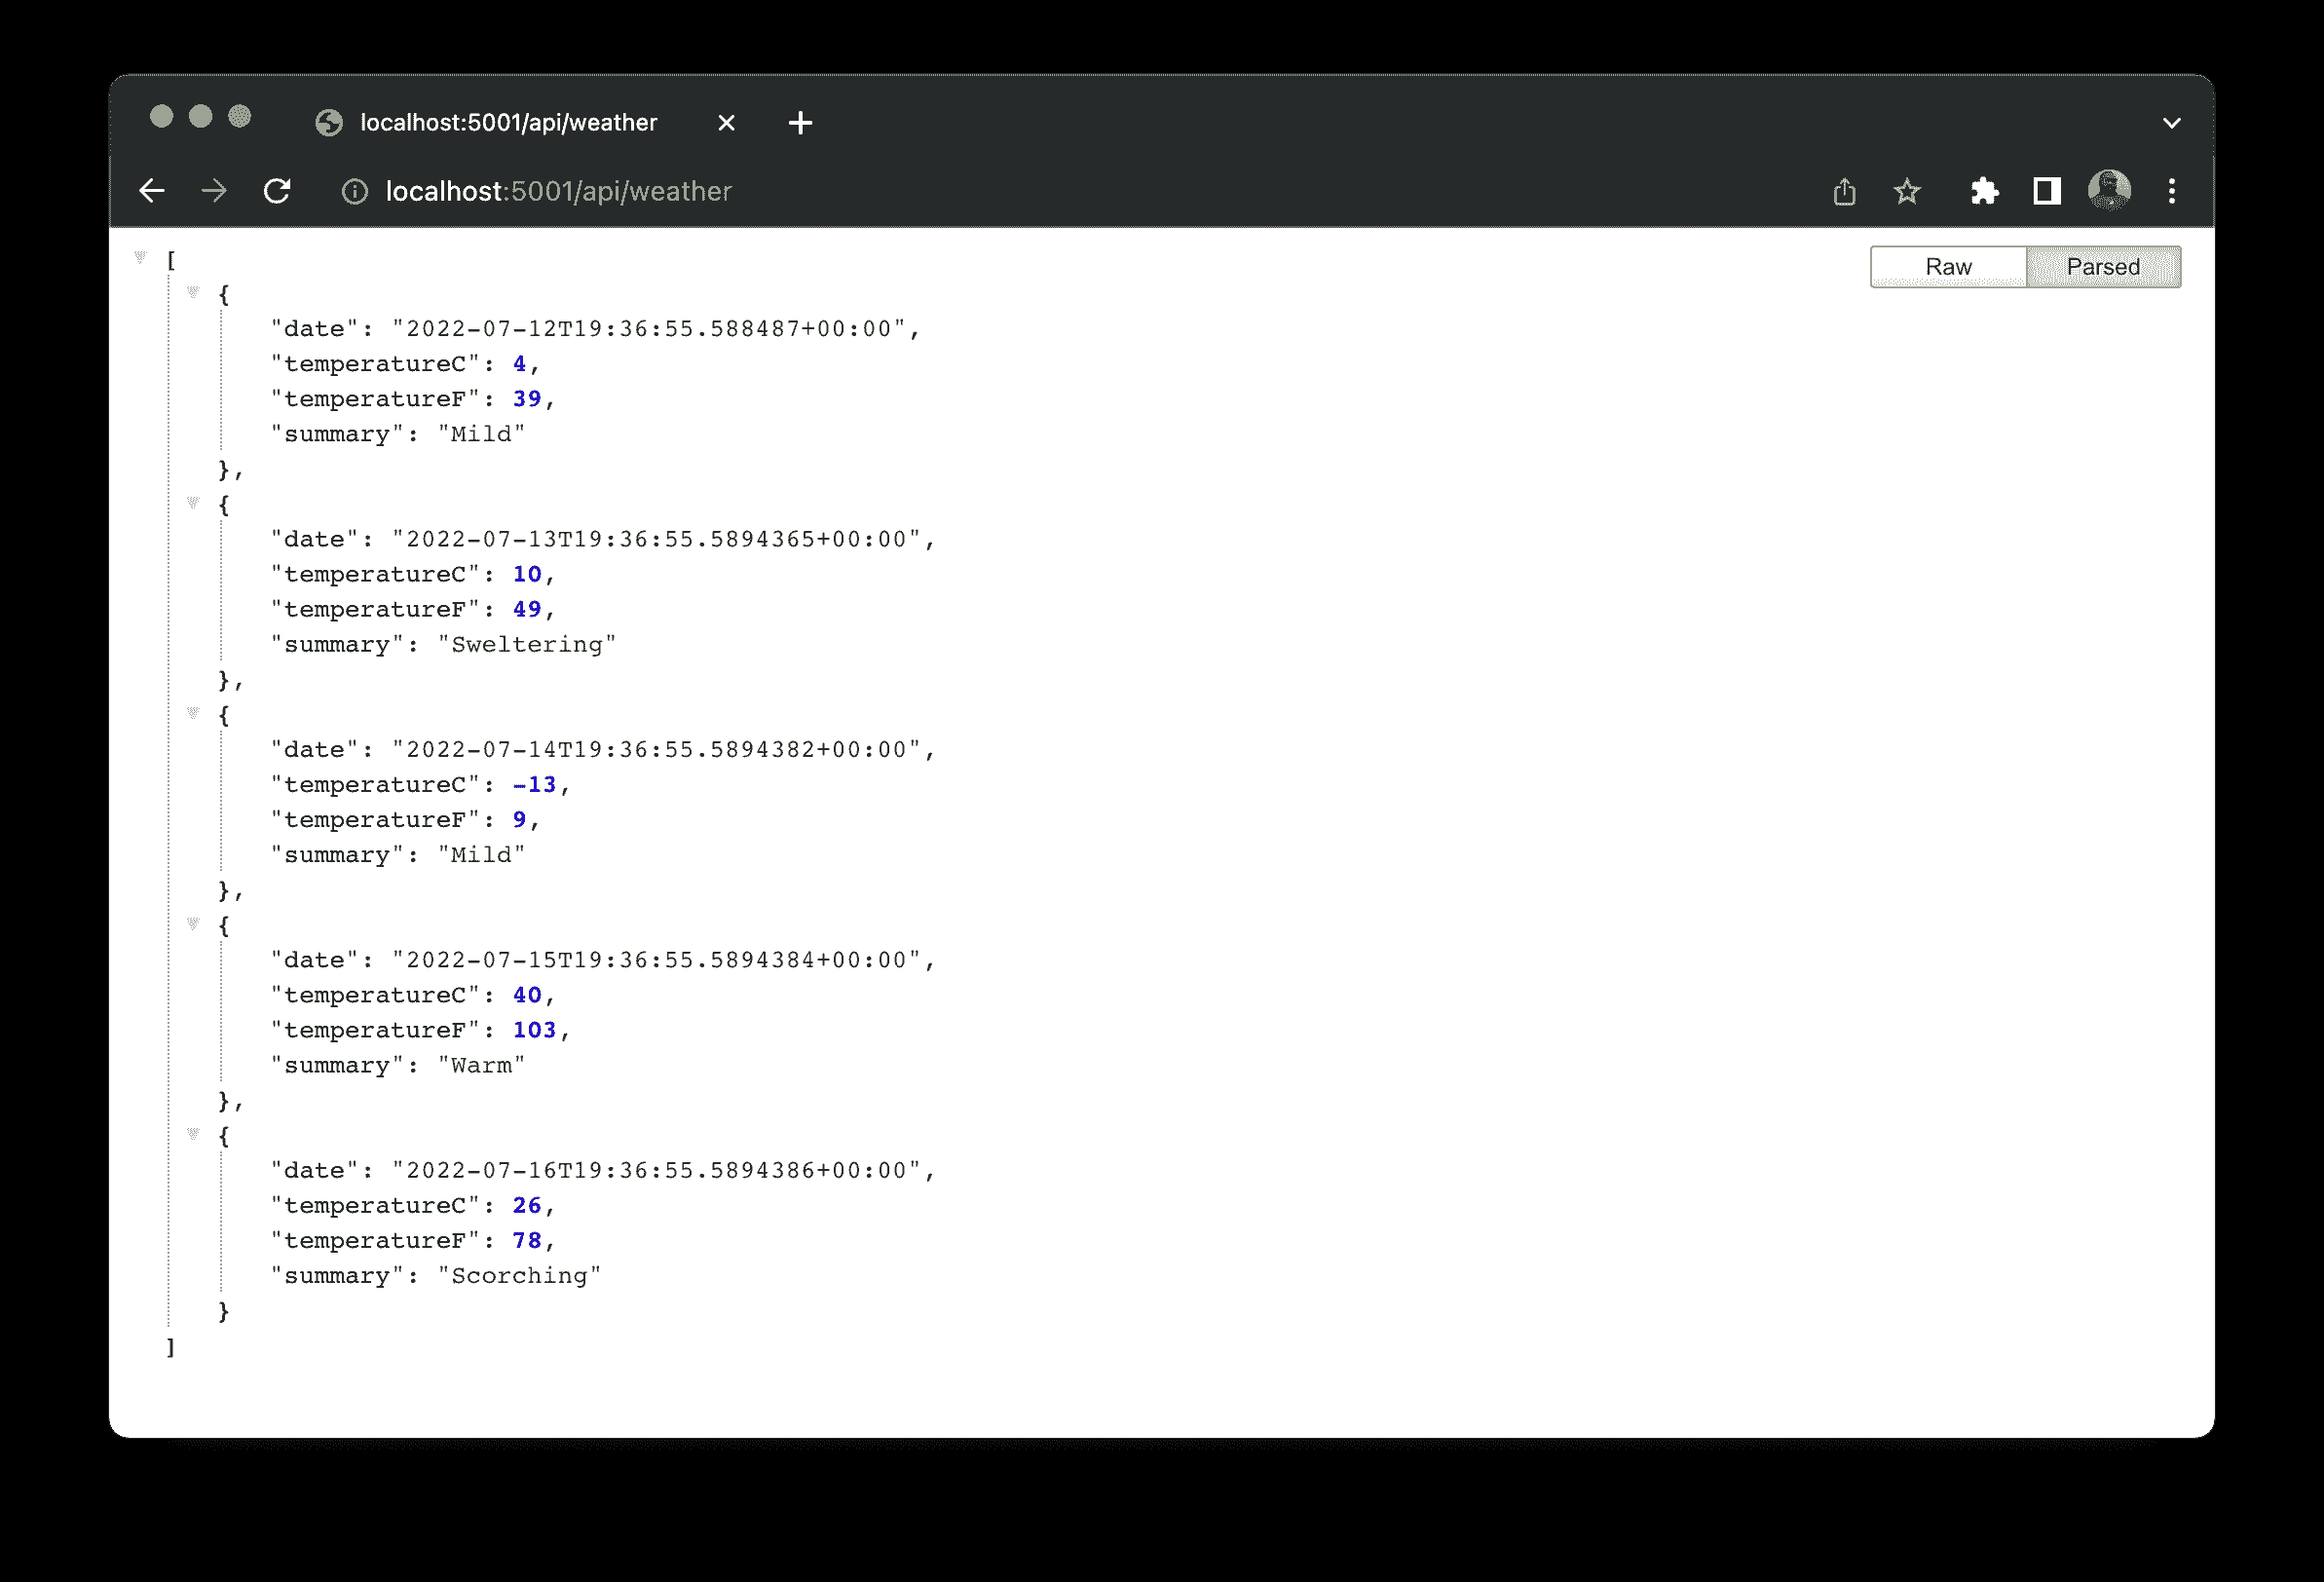 localhost:5001/api/weather
localhost:5001/api/weather
Raw Parsed
[
{
"date": "2022-07-12T19:36:55.588487+00:00",
"temperatureC": 4,
"temperatureF": 39,
"summary": "Mild"
},
{
"date": "2022-07-13T19:36:55.5894365+00:00",
"temperatureC": 10,
"temperatureF": 49,
"summary": "Sweltering"
},
{
"date": "2022-07-14T19:36:55.5894382+00:00",
"temperatureC": -13,
"temperatureF": 9,
"summary": "Mild"
},
{
"date": "2022-07-15T19:36:55.5894384+00:00",
"temperatureC": 40,
"temperatureF": 103,
"summary": "Warm"
},
{
"date": "2022-07-16T19:36:55.5894386+00:00",
"temperatureC": 26,
"temperatureF": 78,
"summary": "Scorching"
}
]